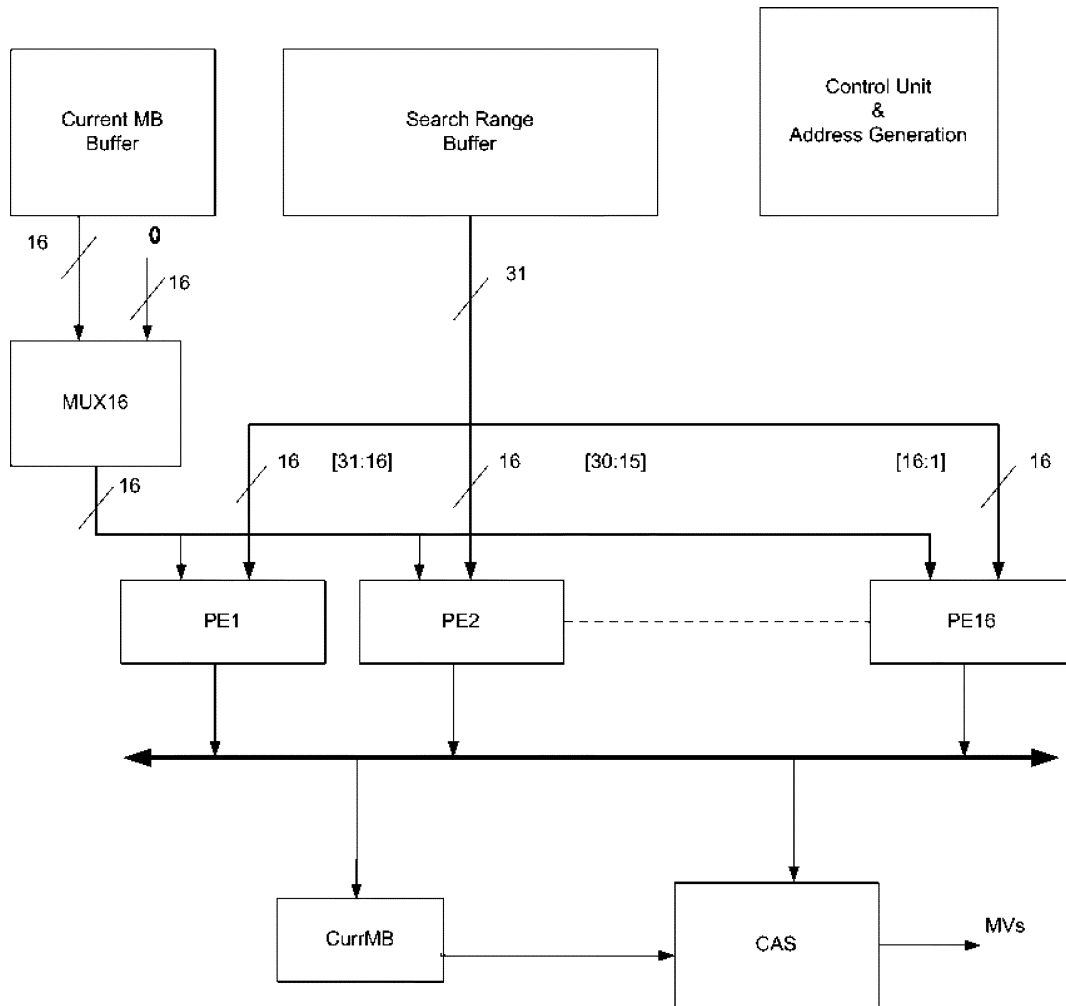 Current MB
Buffer
Search Range
Buffer
Control Unit
&
Address Generation
16
0
16
31
MUX16
16
16
[31:16]
16
[30:15]
[16:1]
16
PE1
PE2
PE16
CurrMB
CAS
MVs